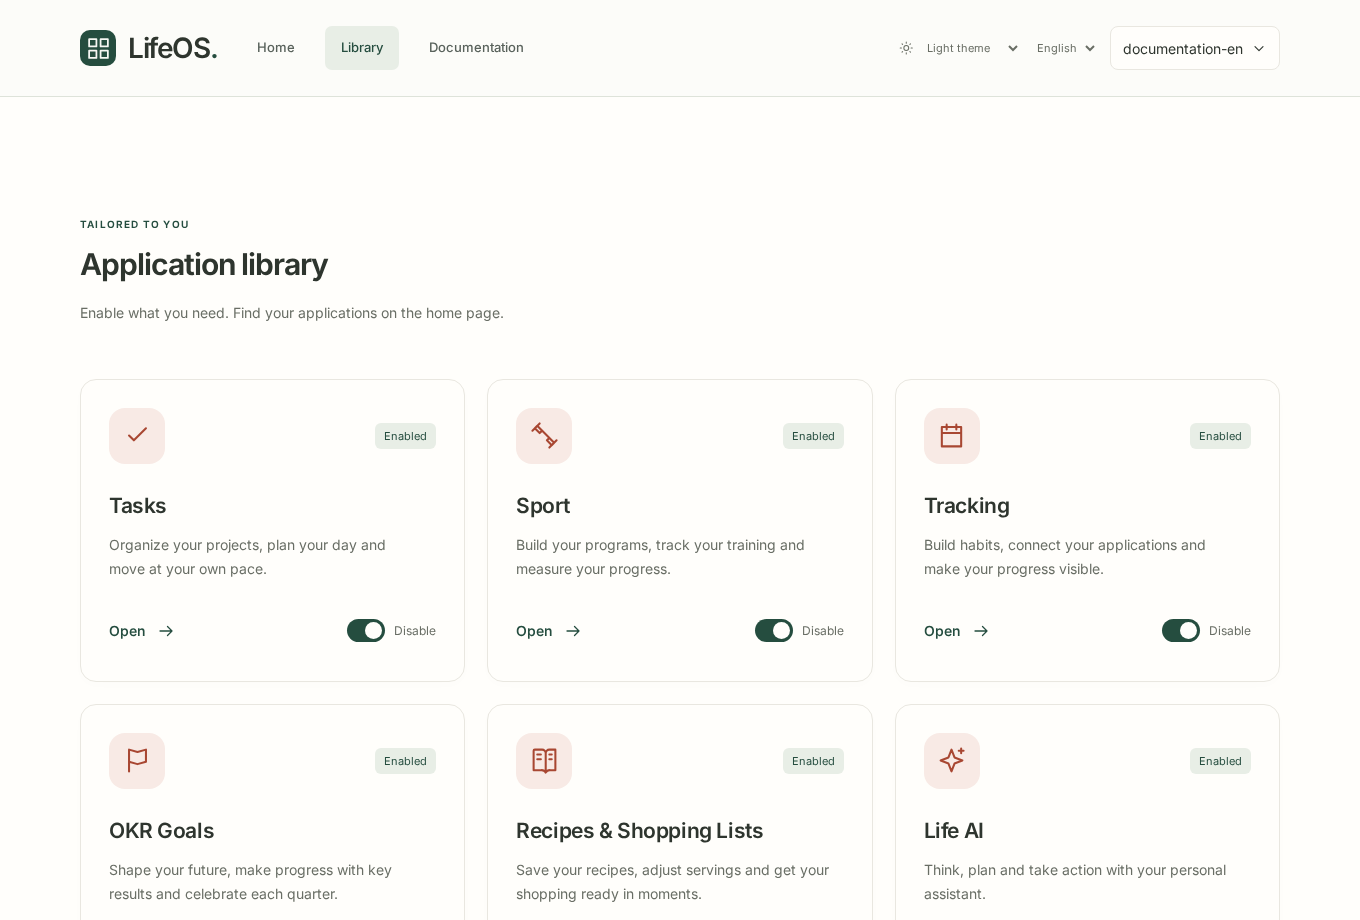 LifeOS.
Home
Library
Documentation
Light theme
English
documentation-en
TAILORED TO YOU
Application library
Enable what you need. Find your applications on the home page.
Enabled
Tasks
Organize your projects, plan your day and
move at your own pace.
Open
Disable
Enabled
Sport
Build your programs, track your training and
measure your progress.
Open
Disable
Enabled
Tracking
Build habits, connect your applications and
make your progress visible.
Open
Disable
Enabled
OKR Goals
Shape your future, make progress with key
results and celebrate each quarter.
Enabled
Recipes & Shopping Lists
Save your recipes, adjust servings and get your
shopping ready in moments.
Enabled
Life AI
Think, plan and take action with your personal
assistant.